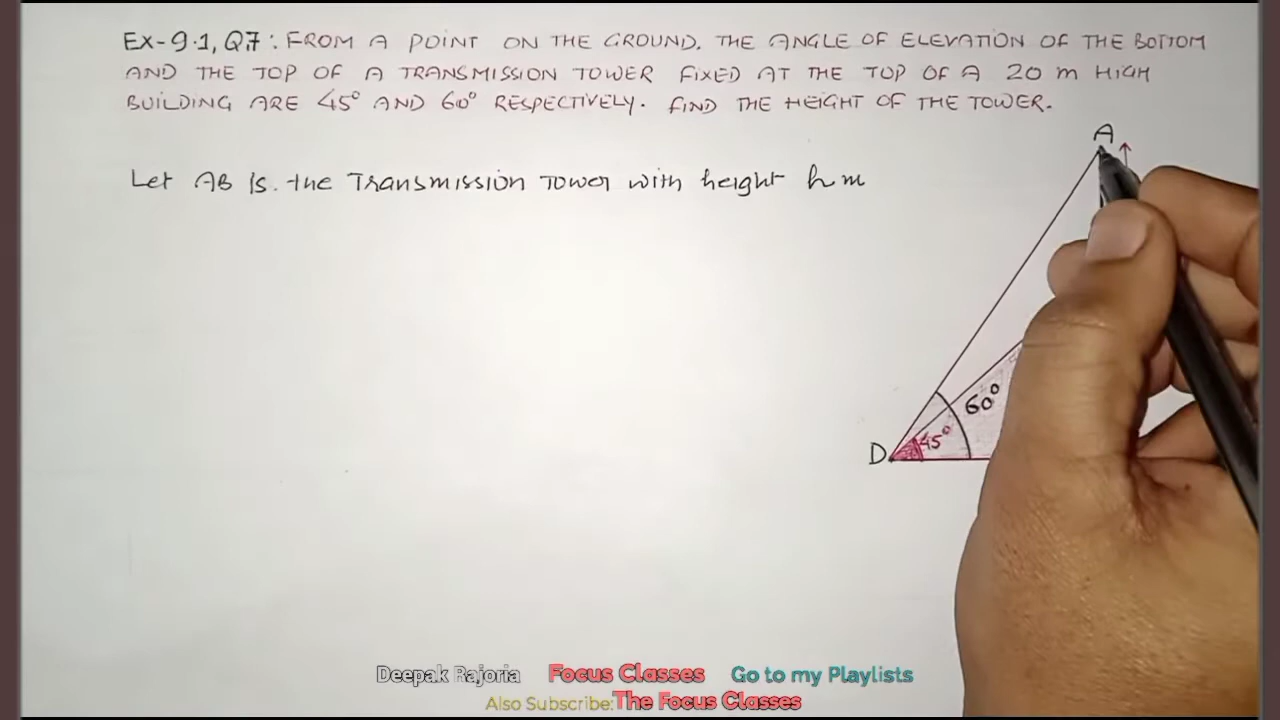 Ex-9.1, Q7: FROM A POINT ON THE GROUND. THE ANGLE OF ELEVATION OF THE BOTTOM
AND THE TOP OF A TRANSMISSION TOWER FIXED AT THE TOP OF A 20 m HIGH
BUILDING ARE 45° AND 60° RESPECTIVELY. FIND THE HEIGHT OF THE TOWER.
A
Let AB is. the Transmission Tower with height h m
60°
45°
D
Deepak Rajoria Focus Classes Go to my Playlists
Also Subscribe:The Focus Classes